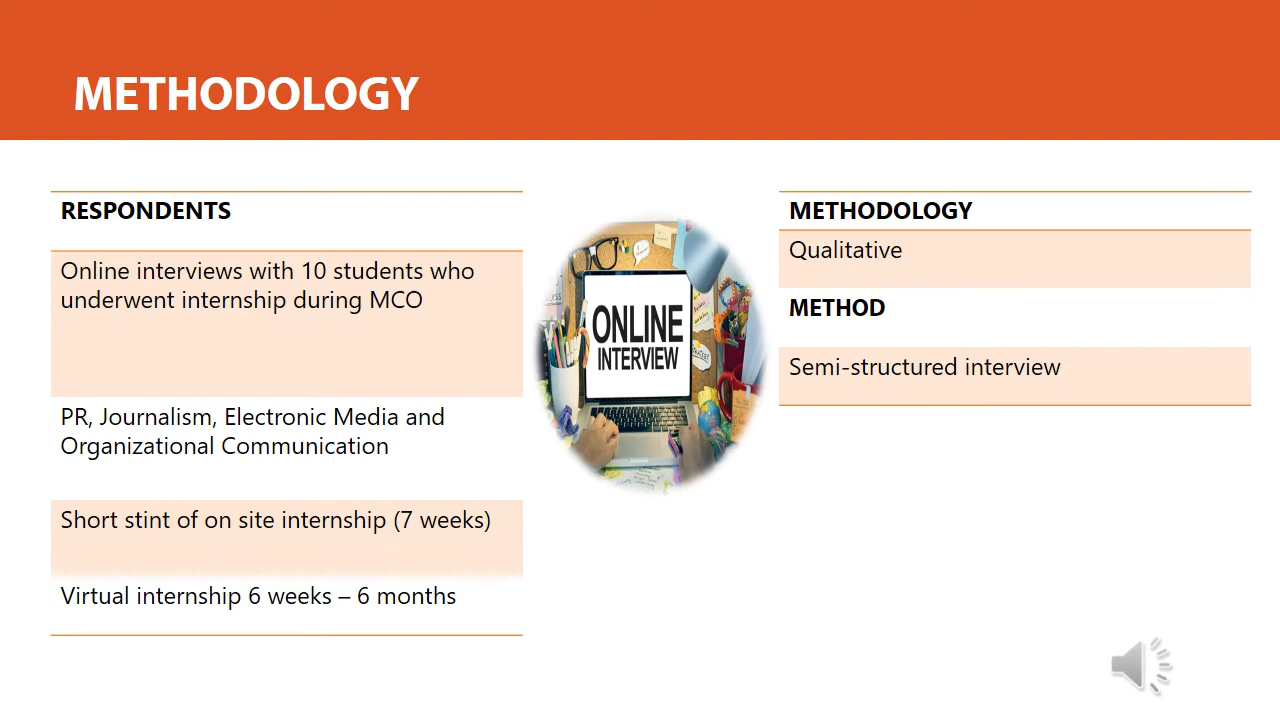 METHODOLOGY
RESPONDENTS
Online interviews with 10 students who
underwent internship during MCO
PR, Journalism, Electronic Media and
Organizational Communication
Short stint of on site internship (7 weeks)
Virtual internship 6 weeks – 6 months
ONLINE
INTERVIEW
METHODOLOGY
Qualitative
METHOD
Semi-structured interview